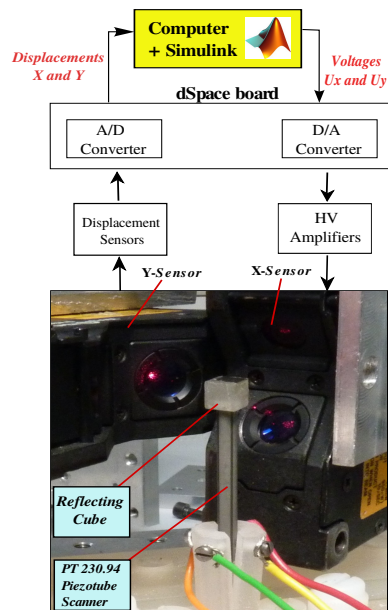 Displacements
X and Y
Computer
+ Simulink
Voltages
Ux and Uy
dSpace board
A/D
Converter
D/A
Converter
Displacement
Sensors
HV
Amplifiers
Y-Sensor
X-Sensor
Reflecting
Cube
PT 230.94
Piezotube
Scanner